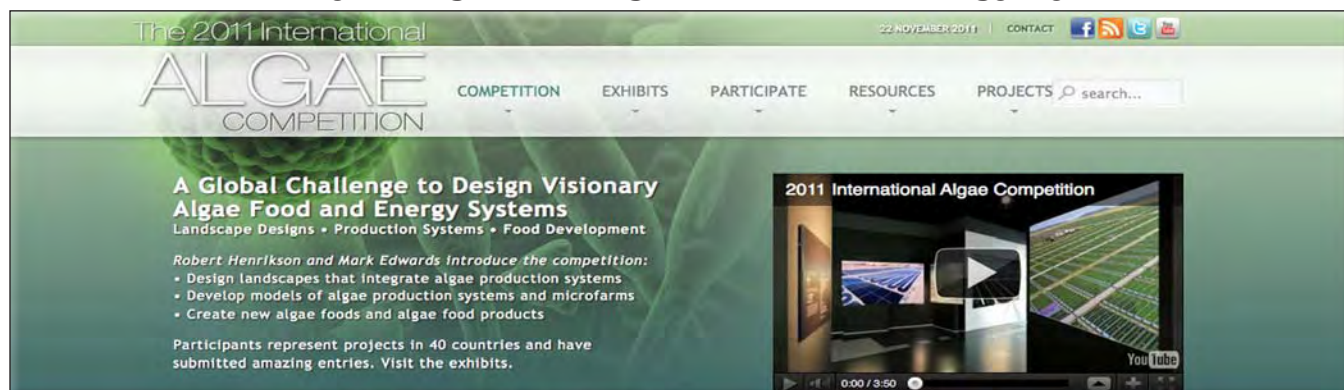 The 2011 International
ALGAE
COMPETITION
22 NOVEMBER 2011 | CONTACT
COMPETITION EXHIBITS PARTICIPATE RESOURCES PROJECTS search...
A Global Challenge to Design Visionary
Algae Food and Energy Systems
Landscape Designs • Production Systems • Food Development
Robert Henrikson and Mark Edwards introduce the competition:
• Design landscapes that integrate algae production systems
• Develop models of algae production systems and microfarms
• Create new algae foods and algae food products
Participants represent projects in 40 countries and have
submitted amazing entries. Visit the exhibits.
2011 International Algae Competition
YouTube
0:00 / 3:50